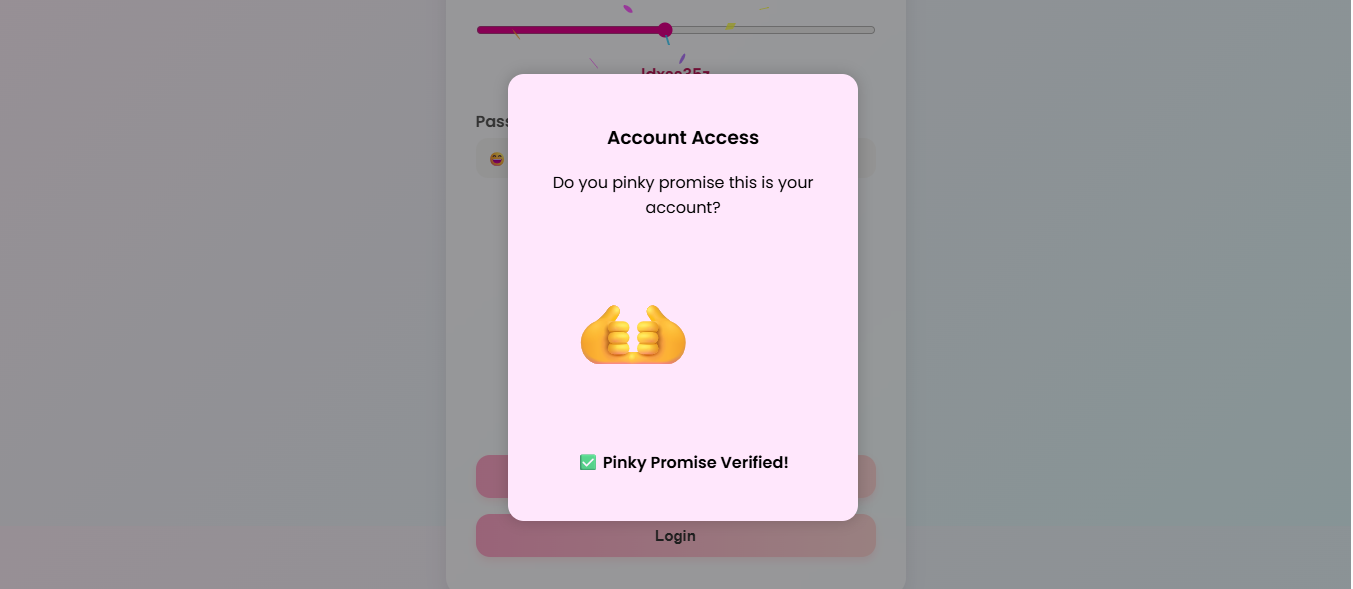 Pass
Account Access
Do you pinky promise this is your
account?
✅ Pinky Promise Verified!
Login